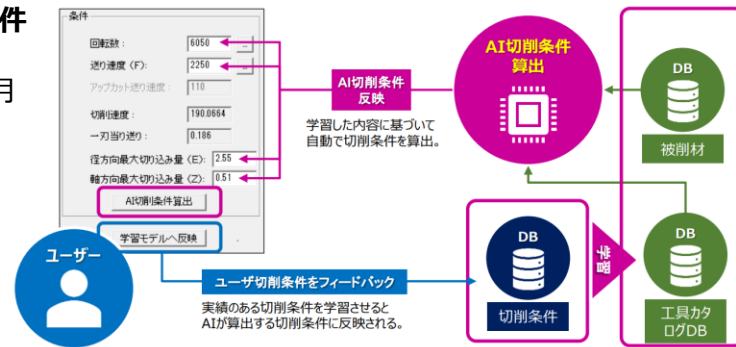 件
月
条件
回転数：
6050
...
送り速度（F）：
2250
...
アップカット送り速度：
110
切削速度：
190.0664
一刃当り送り：
0.186
径方向最大切り込み量（E）：
2.55
軸方向最大切り込み量（Z）：
0.51
AI切削条件算出
学習モデルへ反映
ユーザー
AI切削条件
反映
学習した内容に基づいて
自動で切削条件を算出。
AI切削条件
算出
DB
被削材
ユーザ切削条件をフィードバック
実績のある切削条件を学習させると
AIが算出する切削条件に反映される。
DB
切削条件
学習
DB
工具カタ
ログDB